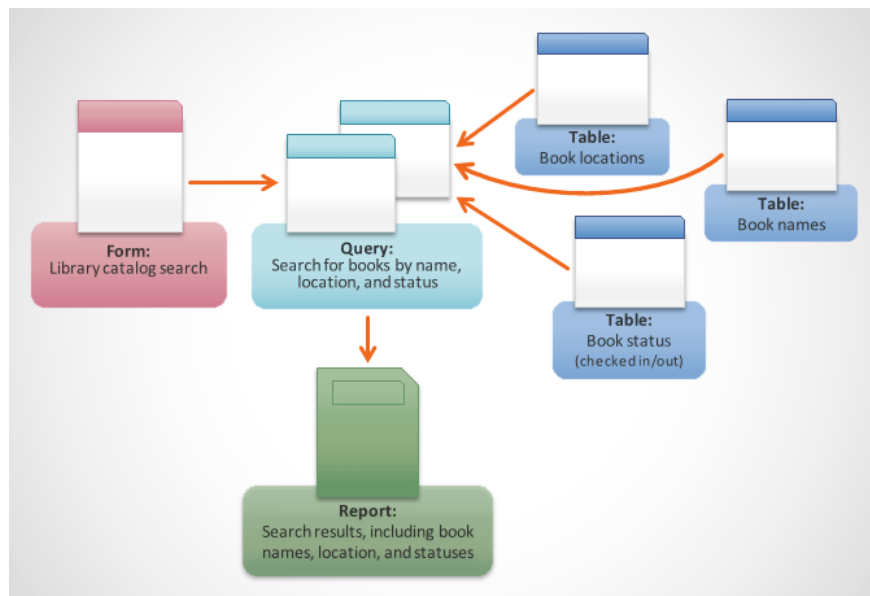 Form:
Library catalog search
Query:
Search for books by name,
location, and status
Table:
Book locations
Table:
Book names
Table:
Book status
(checked in/out)
Report:
Search results, including book
names, location, and statuses